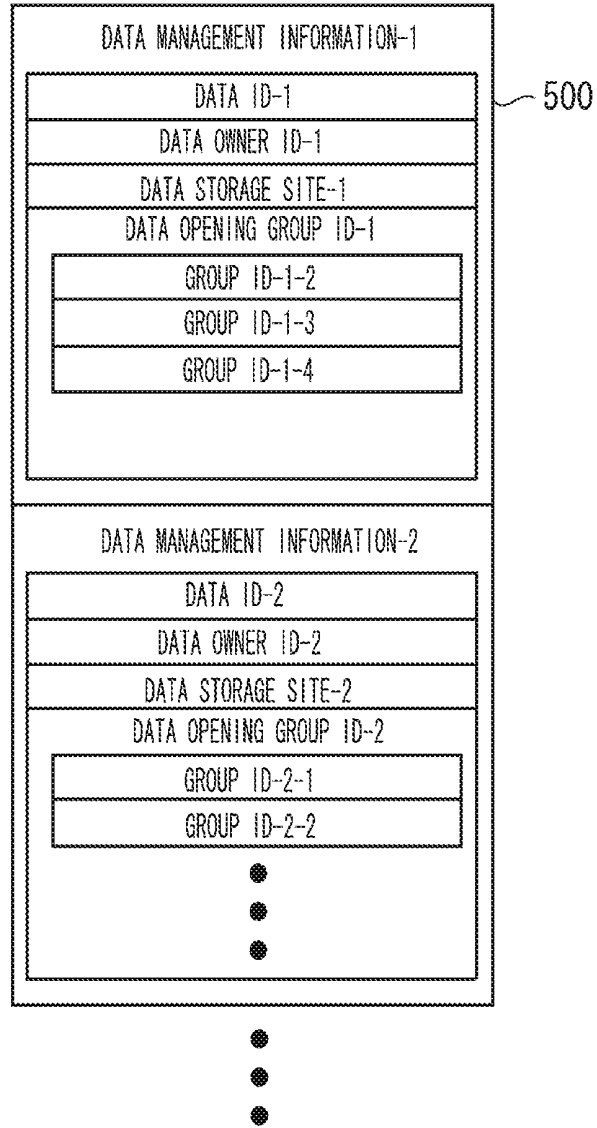 DATA MANAGEMENT INFORMATION-1
DATA ID-1
500
DATA OWNER ID-1
DATA STORAGE SITE-1
DATA OPENING GROUP ID-1
GROUP ID-1-2
GROUP ID-1-3
GROUP ID-1-4
DATA MANAGEMENT INFORMATION-2
DATA ID-2
DATA OWNER ID-2
DATA STORAGE SITE-2
DATA OPENING GROUP ID-2
GROUP ID-2-1
GROUP ID-2-2